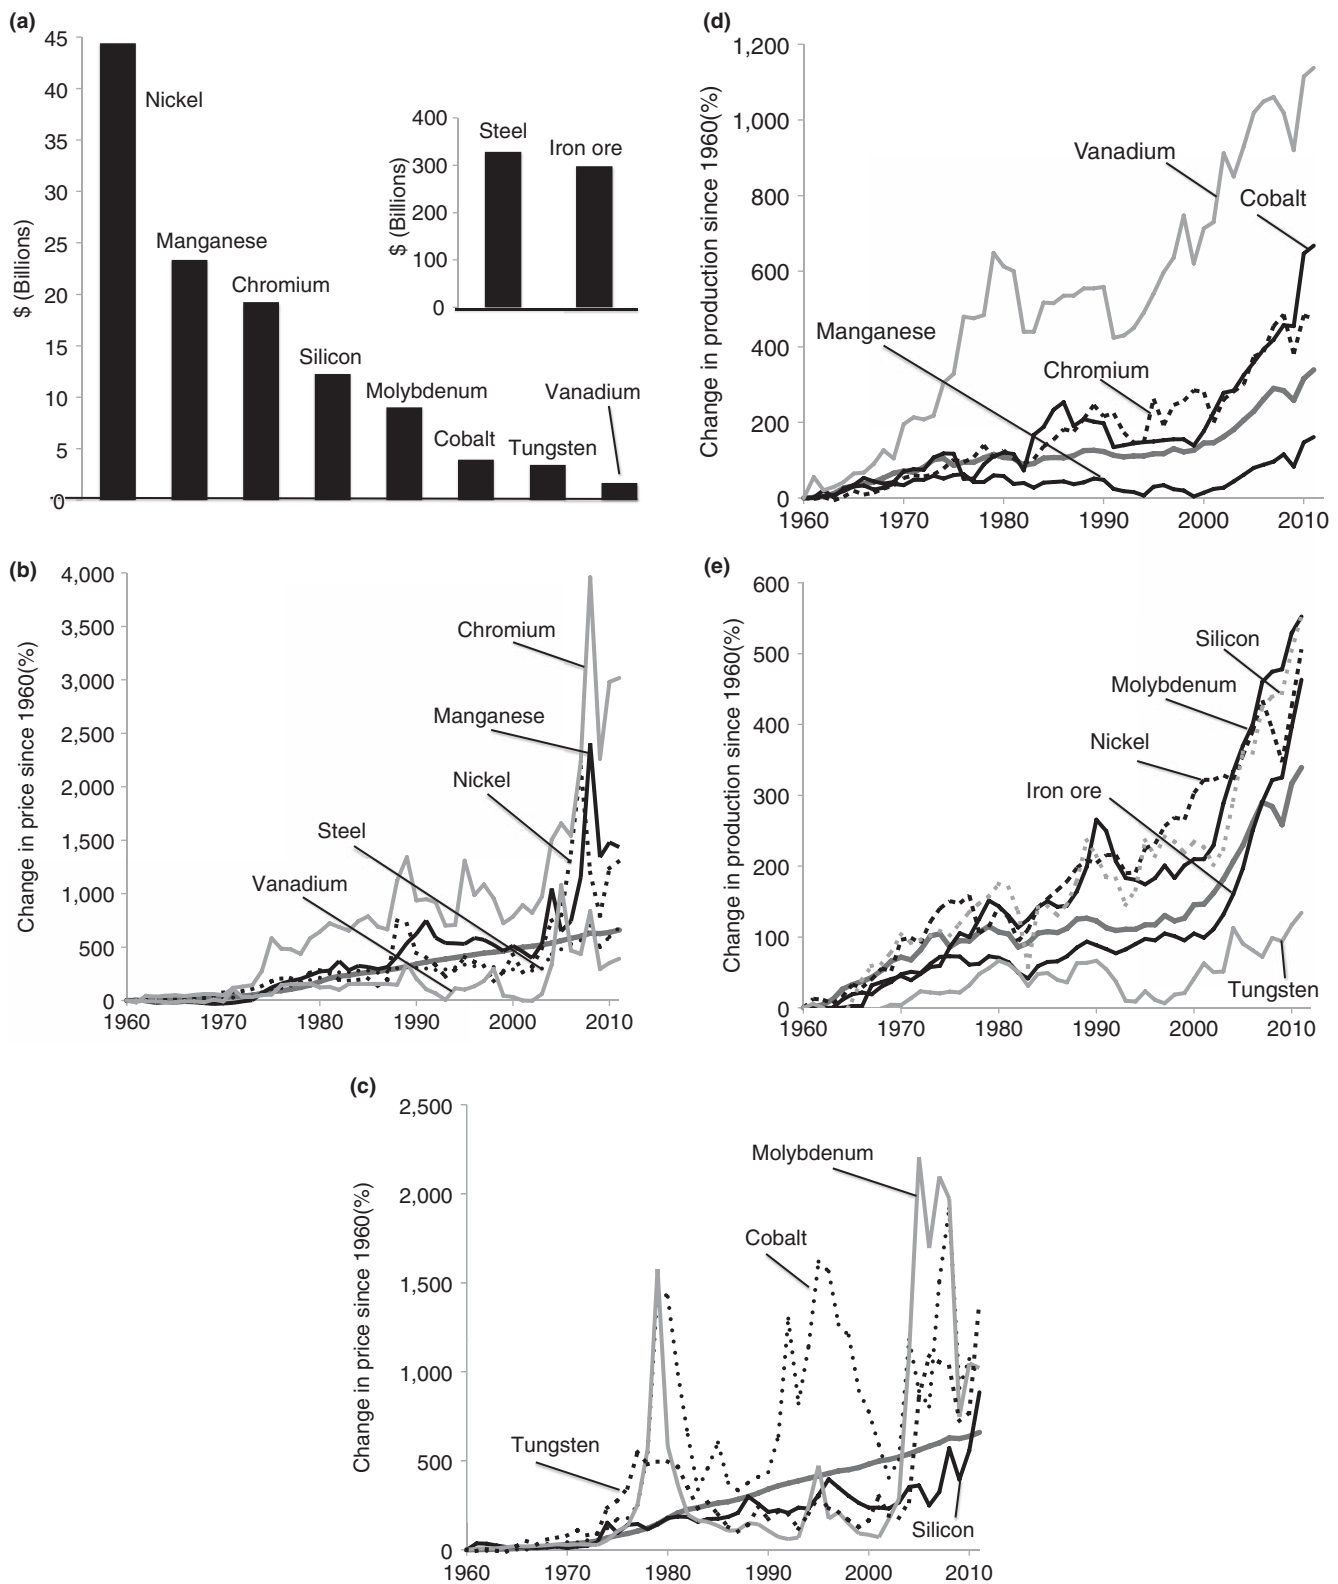 (a)
45
40
35
30
25
20
15
10
5
0
$ (Billions)
Nickel
Manganese
Chromium
Silicon
Molybdenum
Cobalt
Tungsten
Vanadium
400
300
200
100
0
$ (Billions)
Steel
Iron ore
(d)
1,200
1,000
800
600
400
200
0
Change in production since 1960(%)
Vanadium
Cobalt
Manganese
Chromium
1960 1970 1980 1990 2000 2010
(b)
4,000
3,500
3,000
2,500
2,000
1,500
1,000
500
0
Change in price since 1960(%)
Chromium
Manganese
Nickel
Steel
Vanadium
1960 1970 1980 1990 2000 2010
(e)
600
500
400
300
200
100
0
Change in production since 1960(%)
Silicon
Molybdenum
Nickel
Iron ore
Tungsten
1960 1970 1980 1990 2000 2010
(c)
2,500
2,000
1,500
1,000
500
0
Change in price since 1960(%)
Molybdenum
Cobalt
Tungsten
Silicon
1960 1970 1980 1990 2000 2010